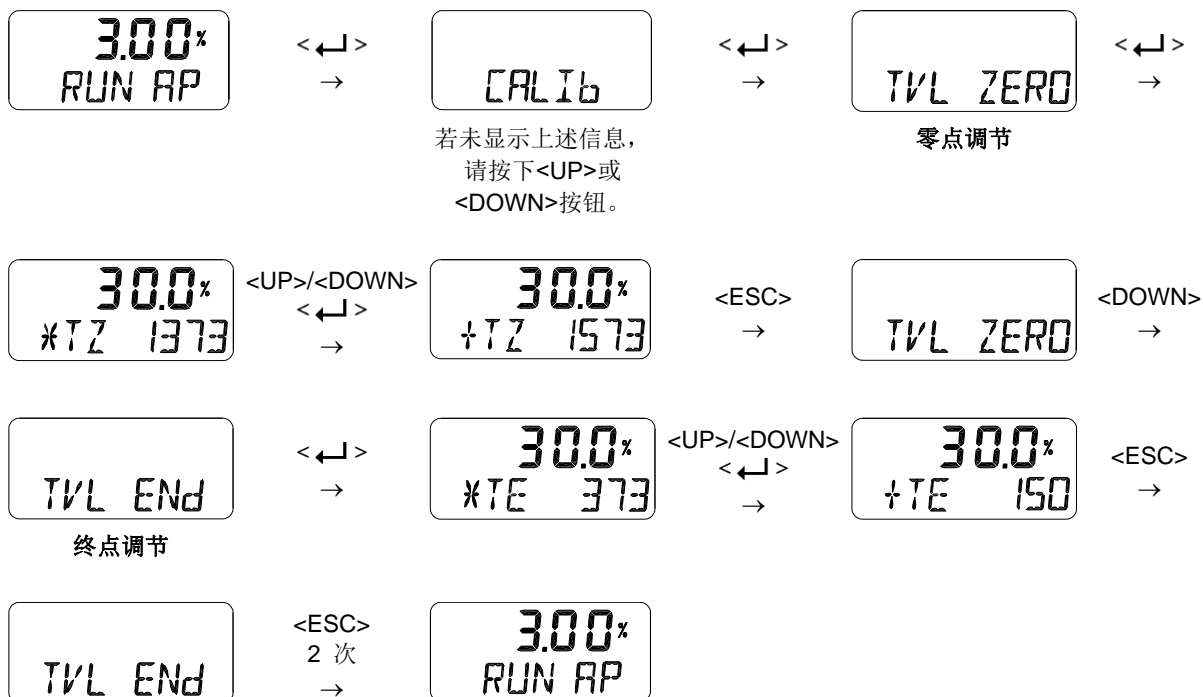 3.00%
RUN AP
<↵>
→
CALIb
若未显示上述信息，
请按下<UP>或
<DOWN>按钮。
<↵>
→
TVL ZERO
零点调节
<↵>
→
30.0%
*TZ 1373
<UP>/<DOWN>
<↵>
→
30.0%
+TZ 1573
<ESC>
→
TVL ZERO
<DOWN>
→
TVL ENd
终点调节
<↵>
→
30.0%
*TE 373
<UP>/<DOWN>
<↵>
→
30.0%
+TE 150
<ESC>
→
TVL ENd
<ESC>
2 次
→
3.00%
RUN AP